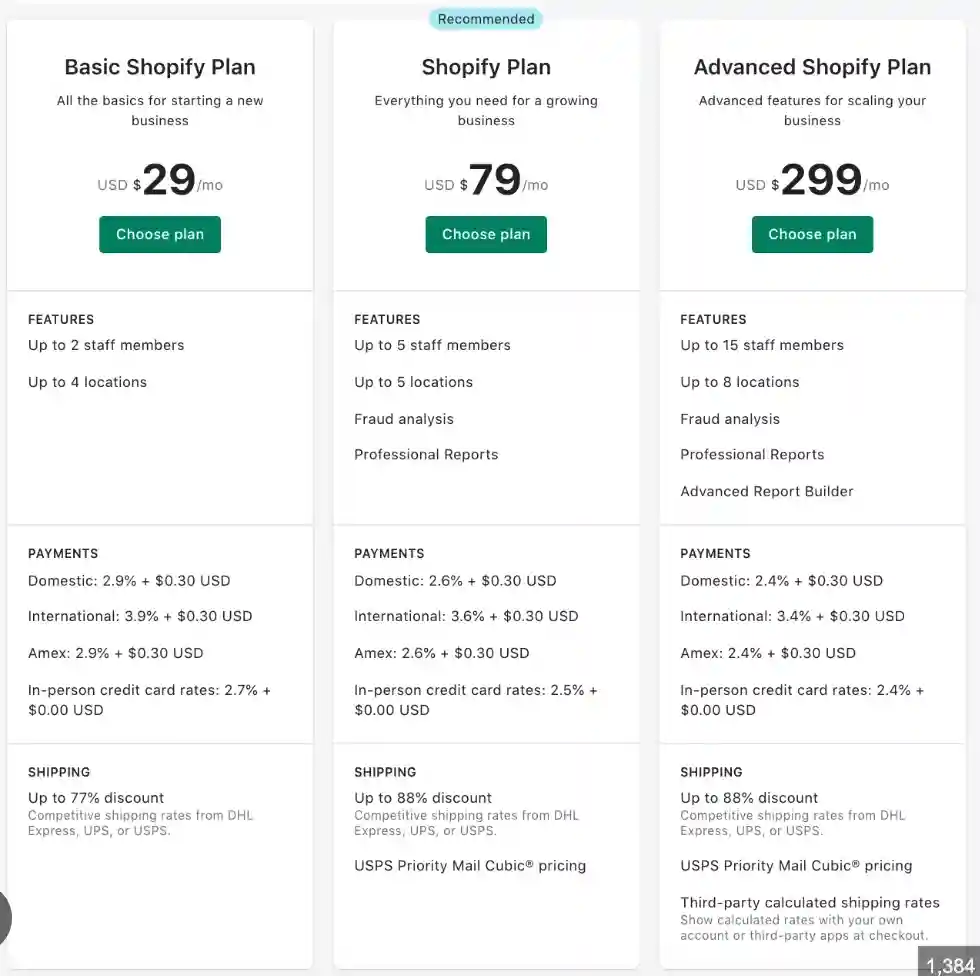 Recommended
Basic Shopify Plan
All the basics for starting a new
business
USD $29/mo
Choose plan
FEATURES
Up to 2 staff members
Up to 4 locations
PAYMENTS
Domestic: 2.9% + $0.30 USD
International: 3.9% + $0.30 USD
Amex: 2.9% + $0.30 USD
In-person credit card rates: 2.7% +
$0.00 USD
SHIPPING
Up to 77% discount
Competitive shipping rates from DHL
Express, UPS, or USPS.
Shopify Plan
Everything you need for a growing
business
USD $79/mo
Choose plan
FEATURES
Up to 5 staff members
Up to 5 locations
Fraud analysis
Professional Reports
PAYMENTS
Domestic: 2.6% + $0.30 USD
International: 3.6% + $0.30 USD
Amex: 2.6% + $0.30 USD
In-person credit card rates: 2.5% +
$0.00 USD
SHIPPING
Up to 88% discount
Competitive shipping rates from DHL
Express, UPS, or USPS.
USPS Priority Mail Cubic® pricing
Advanced Shopify Plan
Advanced features for scaling your
business
USD $299/mo
Choose plan
FEATURES
Up to 15 staff members
Up to 8 locations
Fraud analysis
Professional Reports
Advanced Report Builder
PAYMENTS
Domestic: 2.4% + $0.30 USD
International: 3.4% + $0.30 USD
Amex: 2.4% + $0.30 USD
In-person credit card rates: 2.4% +
$0.00 USD
SHIPPING
Up to 88% discount
Competitive shipping rates from DHL
Express, UPS, or USPS.
USPS Priority Mail Cubic® pricing
Third-party calculated shipping rates
Show calculated rates with your own
account or third-party apps at checkout.
1,384